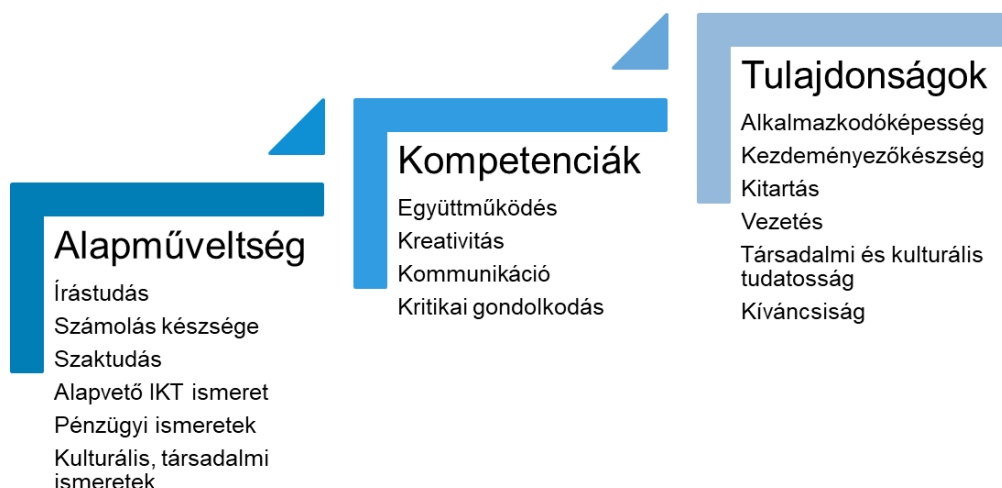 Alapműveltség
Írástudás
Számolás készsége
Szaktudás
Alapvető IKT ismeret
Pénzügyi ismeretek
Kulturális, társadalmi
ismeretek
Kompetenciák
Együttműködés
Kreativitás
Kommunikáció
Kritikai gondolkodás
Tulajdonságok
Alkalmazkodóképesség
Kezdeményezőkészség
Kitartás
Vezetés
Társadalmi és kulturális
tudatosság
Kíváncsiság